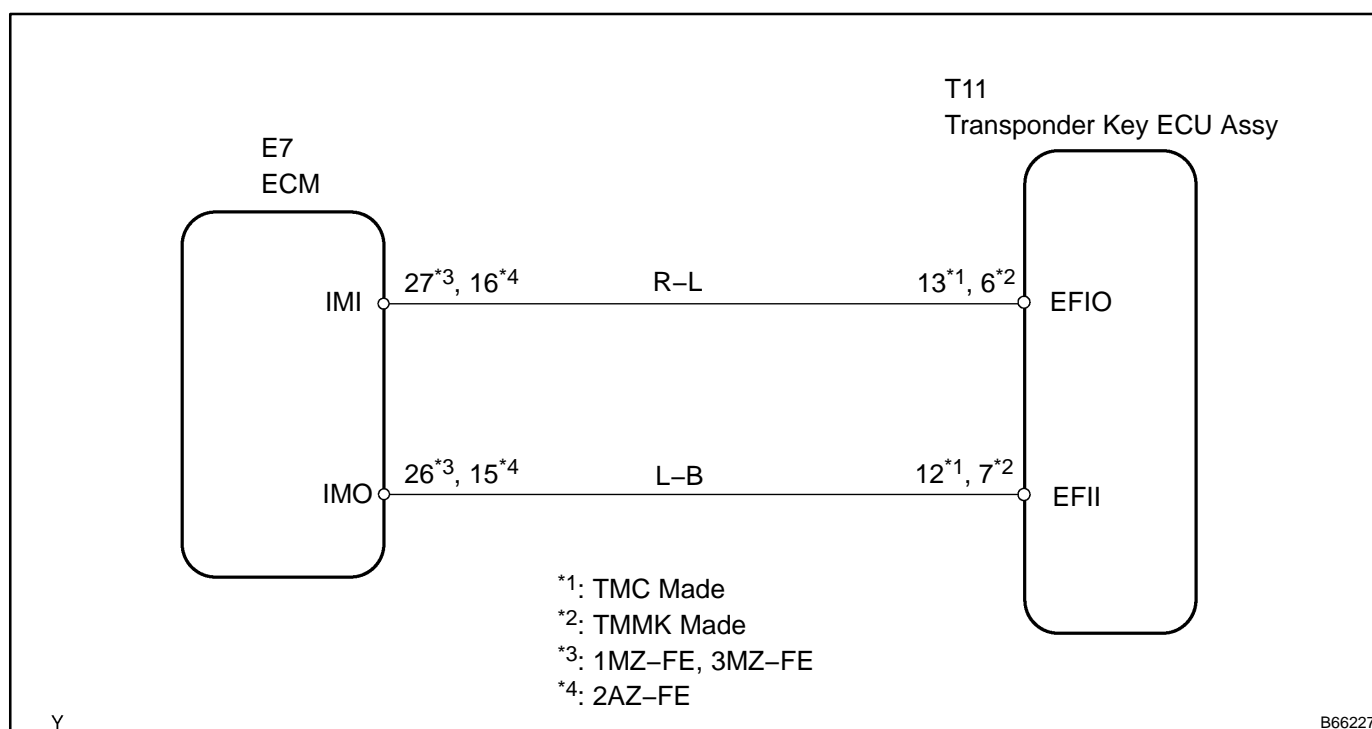 T11
Transponder Key ECU Assy
E7
ECM
IMI
27*3, 16*4
R–L
13*1, 6*2
EFIO
IMO
26*3, 15*4
L–B
12*1, 7*2
EFII
*1: TMC Made
*2: TMMK Made
*3: 1MZ–FE, 3MZ–FE
*4: 2AZ–FE
Y
B66227